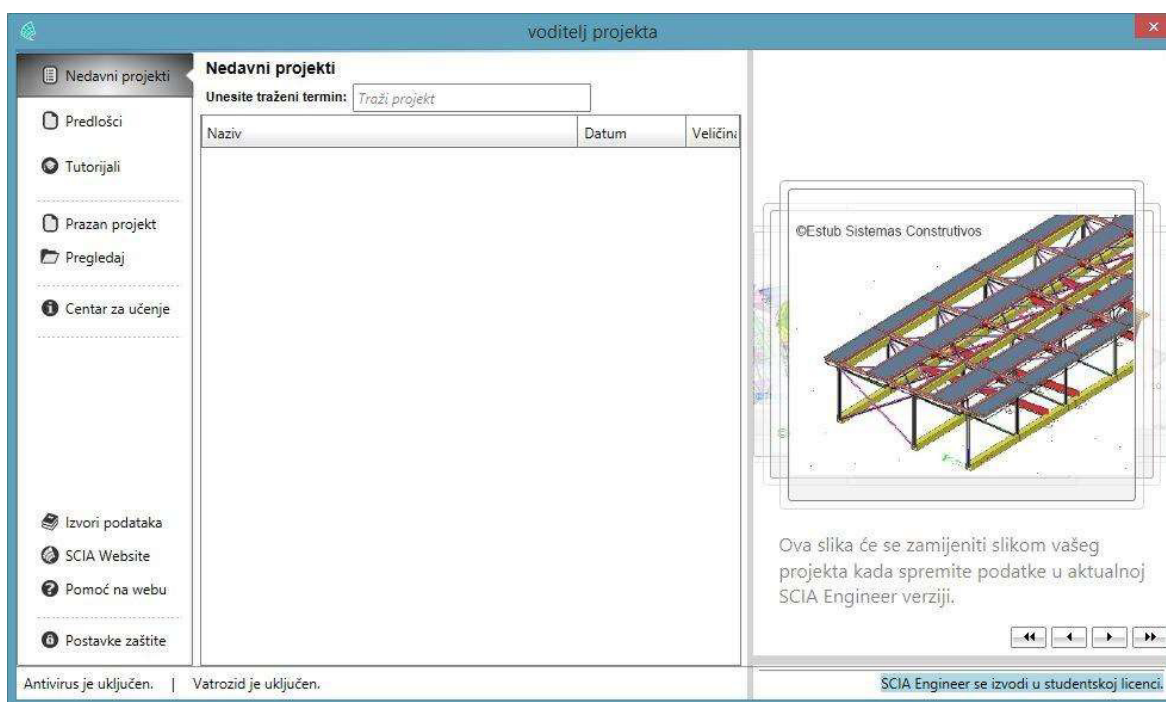 voditelj projekta
Nedavni projekti
Predlošci
Tutorijali
Prazan projekt
Pregledaj
Centar za učenje
Izvori podataka
SCIA Website
Pomoć na webu
Postavke zaštite
Nedavni projekti
Unesite traženi termin: Traži projekt
Naziv Datum Veličina
©Estub Sistemas Construtivos
Ova slika će se zamijeniti slikom vašeg
projekta kada spremite podatke u aktualnoj
SCIA Engineer verziji.
Antivirus je uključen. | Vatrozid je uključen.
SCIA Engineer se izvodi u studentskoj licenci.